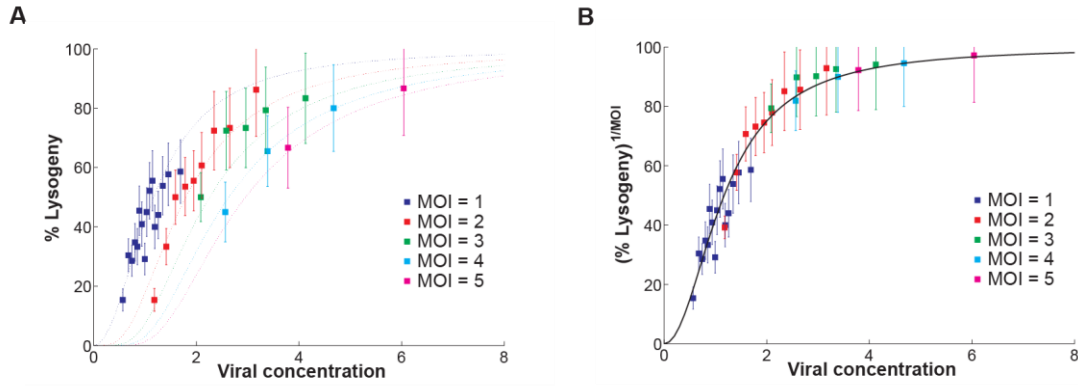 A
100
80
60
40
20
0
% Lysogeny
MOI = 1
MOI = 2
MOI = 3
MOI = 4
MOI = 5
0 2 4 6 8
Viral concentration
B
100
80
60
40
20
0
(% Lysogeny)1/MOI
MOI = 1
MOI = 2
MOI = 3
MOI = 4
MOI = 5
0 2 4 6 8
Viral concentration